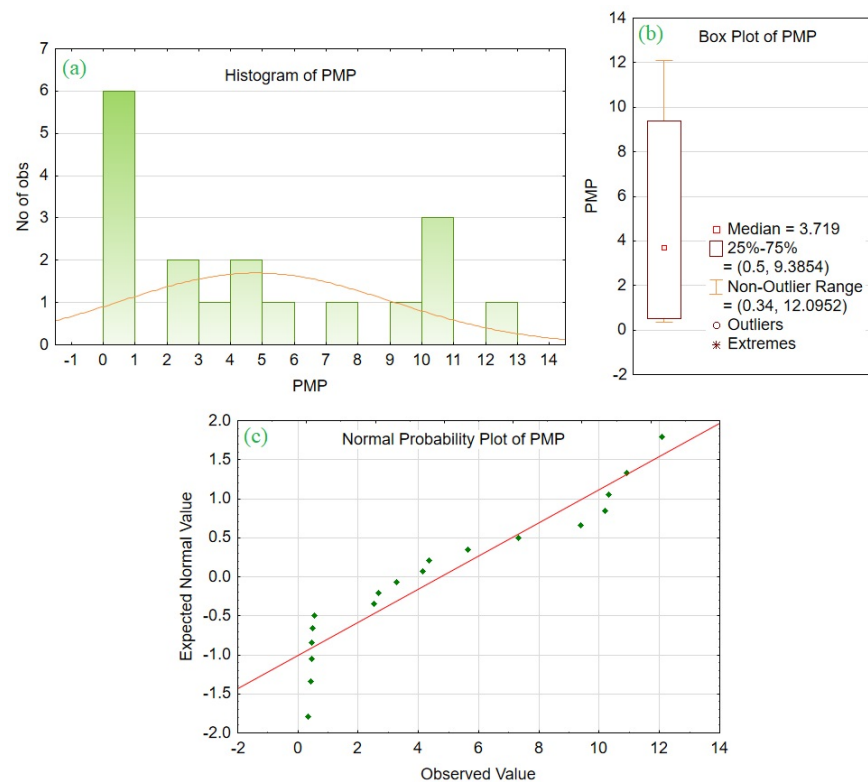 (a)
Histogram of PMP
No of obs
7
6
5
4
3
2
1
0
-1 0 1 2 3 4 5 6 7 8 9 10 11 12 13 14
PMP
(b)
Box Plot of PMP
PMP
14
12
10
8
6
4
2
0
-2
Median = 3.719
25%-75%
= (0.5, 9.3854)
Non-Outlier Range
= (0.34, 12.0952)
Outliers
Extremes
(c)
Normal Probability Plot of PMP
Expected Normal Value
2.0
1.5
1.0
0.5
0.0
-0.5
-1.0
-1.5
-2.0
-2 0 2 4 6 8 10 12 14
Observed Value